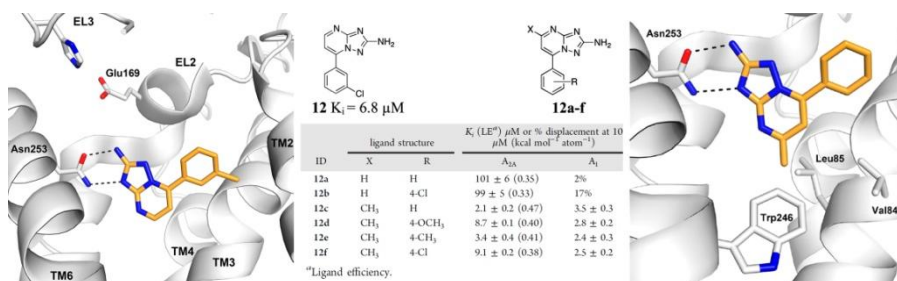 EL3
Glu169
EL2
Asn253
TM2
TM4
TM3
TM6
N
N
N
N
NH₂
Cl
12 Kᵢ = 6.8 μM
X
N
N
N
N
NH₂
R
12a-f
Kᵢ (LEᵃ) μM or % displacement at 10
μM (kcal mol⁻¹ atom⁻¹)
ligand structure
ID X R A₂A A₁
12a H H 101 ± 6 (0.35) 2%
12b H 4-Cl 99 ± 5 (0.33) 17%
12c CH₃ H 2.1 ± 0.2 (0.47) 3.5 ± 0.3
12d CH₃ 4-OCH₃ 8.7 ± 0.1 (0.40) 2.8 ± 0.2
12e CH₃ 4-CH₃ 3.4 ± 0.4 (0.41) 2.4 ± 0.3
12f CH₃ 4-Cl 9.1 ± 0.2 (0.38) 2.5 ± 0.2
ᵃLigand efficiency.
Asn253
Leu85
Val84
Trp246